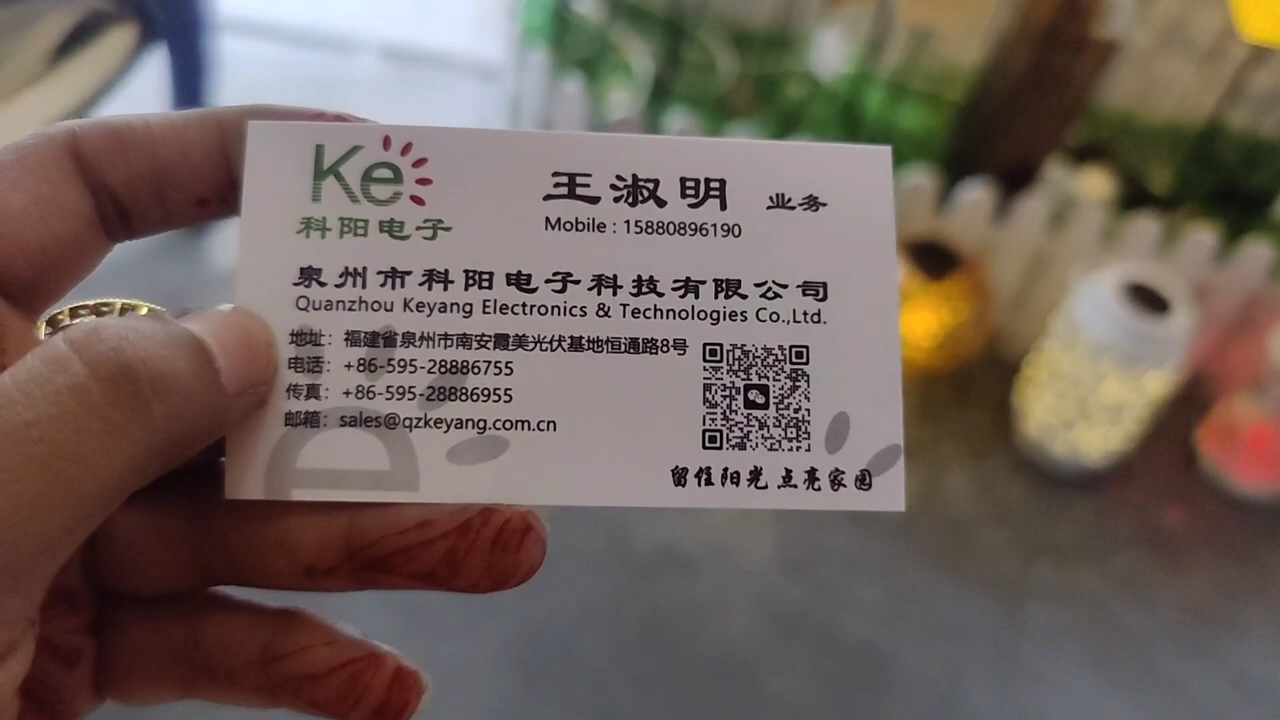 Ke
科阳电子
王淑明 业务
Mobile : 15880896190
泉州市科阳电子科技有限公司
Quanzhou Keyang Electronics & Technologies Co.,Ltd.
地址：福建省泉州市南安霞美光伏基地恒通路8号
电话：+86-595-28886755
传真：+86-595-28886955
邮箱：sales@qzkeyang.com.cn
留住阳光 点亮家园